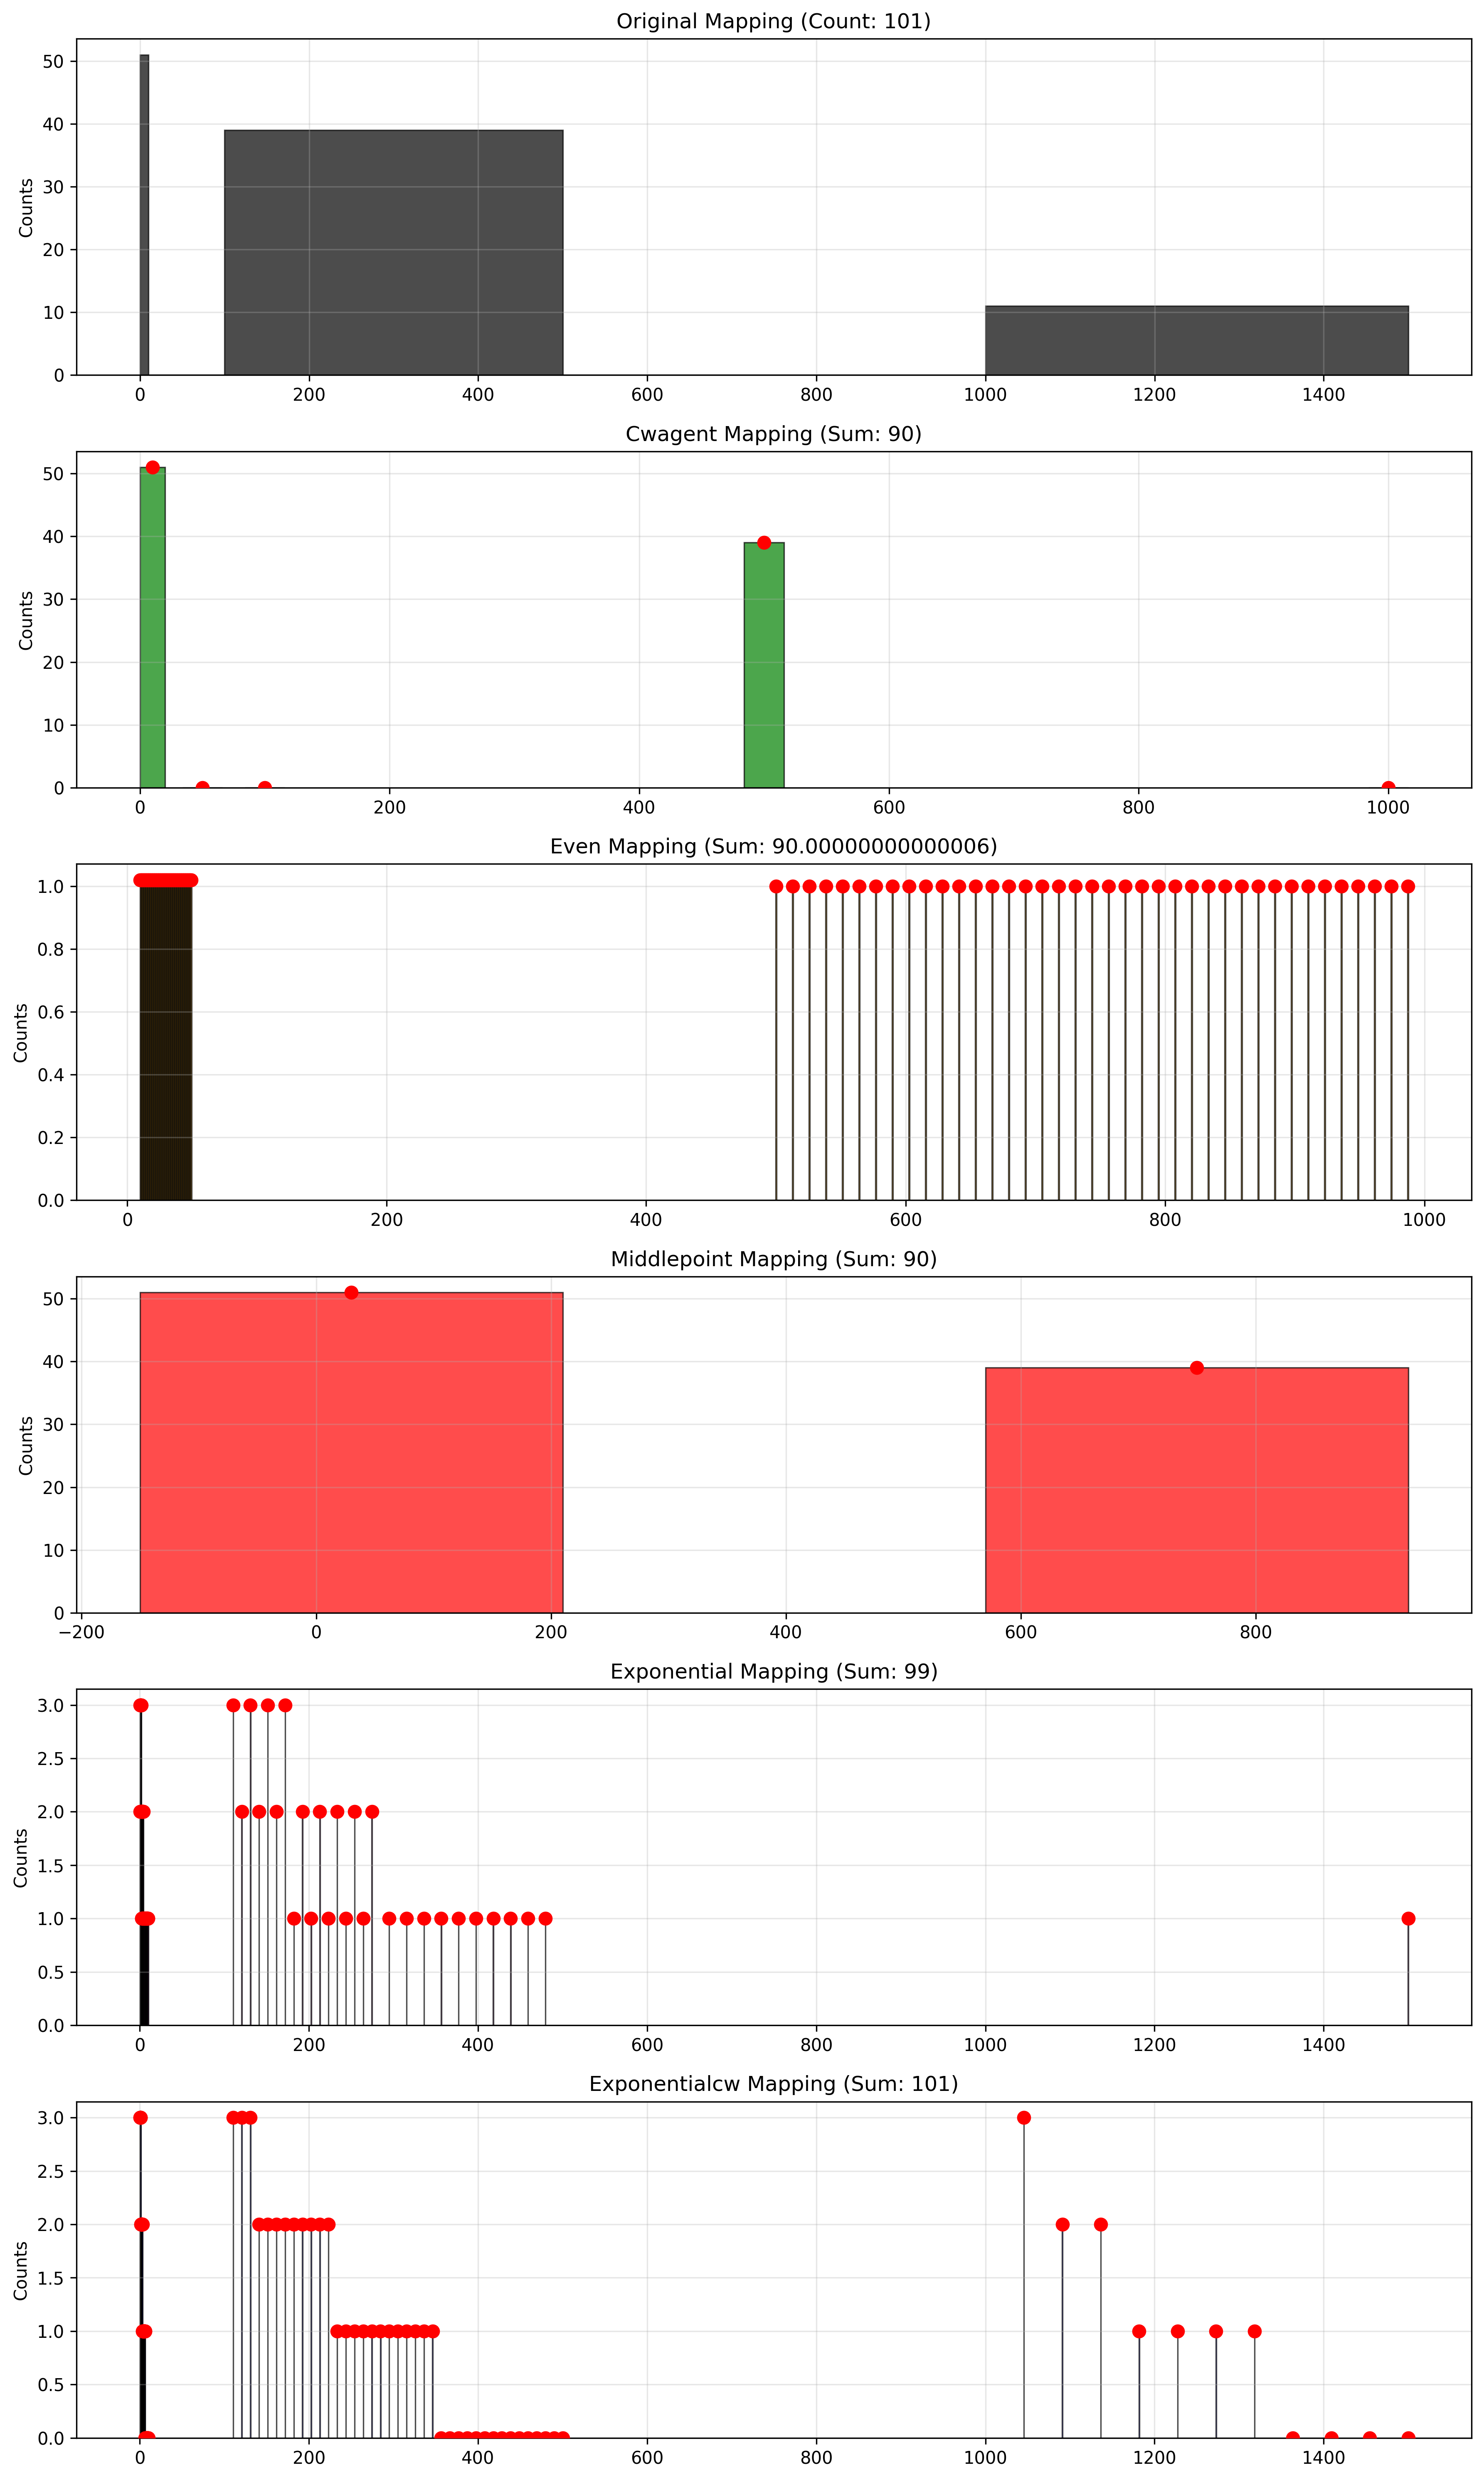 Original Mapping (Count: 101)
Counts
50
40
30
20
10
0
0 200 400 600 800 1000 1200 1400
Cwagent Mapping (Sum: 90)
Counts
50
40
30
20
10
0
0 200 400 600 800 1000
Even Mapping (Sum: 90.00000000000006)
Counts
1.0
0.8
0.6
0.4
0.2
0.0
0 200 400 600 800 1000
Middlepoint Mapping (Sum: 90)
Counts
50
40
30
20
10
0
−200 0 200 400 600 800
Exponential Mapping (Sum: 99)
Counts
3.0
2.5
2.0
1.5
1.0
0.5
0.0
0 200 400 600 800 1000 1200 1400
Exponentialcw Mapping (Sum: 101)
Counts
3.0
2.5
2.0
1.5
1.0
0.5
0.0
0 200 400 600 800 1000 1200 1400